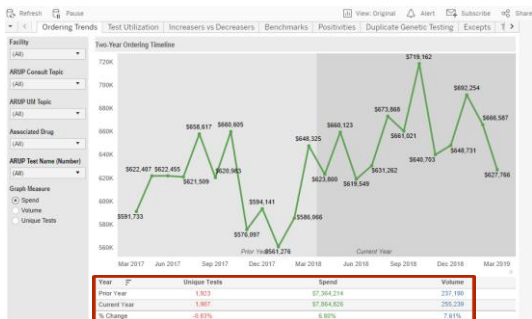 Refresh Pause View: Original Alert Subscribe Share
Ordering Trends Test Utilization Increasers vs Decreasers Benchmarks Positivities Duplicate Genetic Testing Excepts
Facility
(All)
ARUP Consult Topic
(All)
ARUP UM Topic
(All)
Associated Drug
(All)
ARUP Test Name (Number)
(All)
Graph Measure
Spend
Volume
Unique Tests
Two-Year Ordering Timeline
720K
700K
680K
660K
640K
620K
600K
580K
560K
$591,733
$622,407
$622,455
$621,509
$658,617
$620,983
$660,605
$576,997
$594,141
$561,276
$586,066
$648,325
$623,600
$660,123
$619,549
$631,262
$673,868
$661,021
$719,162
$640,703
$648,731
$692,254
$666,587
$627,766
Prior Year
Current Year
Mar 2017 Jun 2017 Sep 2017 Dec 2017 Mar 2018 Jun 2018 Sep 2018 Dec 2018 Mar 2019
Year Unique Tests Spend Volume
Prior Year 1,923 $7,364,214 237,190
Current Year 1,907 $7,864,826 255,239
% Change -0.83% 6.80% 7.61%